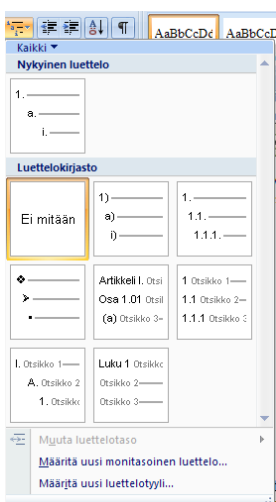 AaBbCcDc AaBbCcD
Kaikki
Nykyinen luettelo
1.
a.
i.
Luettelokirjasto
Ei mitään
1)
a)
i)
1.
1.1.
1.1.1.
Artikkeli I. Otsi
Osa 1.01 Otsil
(a) Otsikko 3-
1 Otsikko 1
1.1 Otsikko 2
1.1.1 Otsikko 3
I. Otsikko 1
A. Otsikko 2
1. Otsikko
Luku 1 Otsikko
Otsikko 2
Otsikko 3
Muuta luettelotaso
Määritä uusi monitasoinen luettelo...
Määritä uusi luettelotyyli...